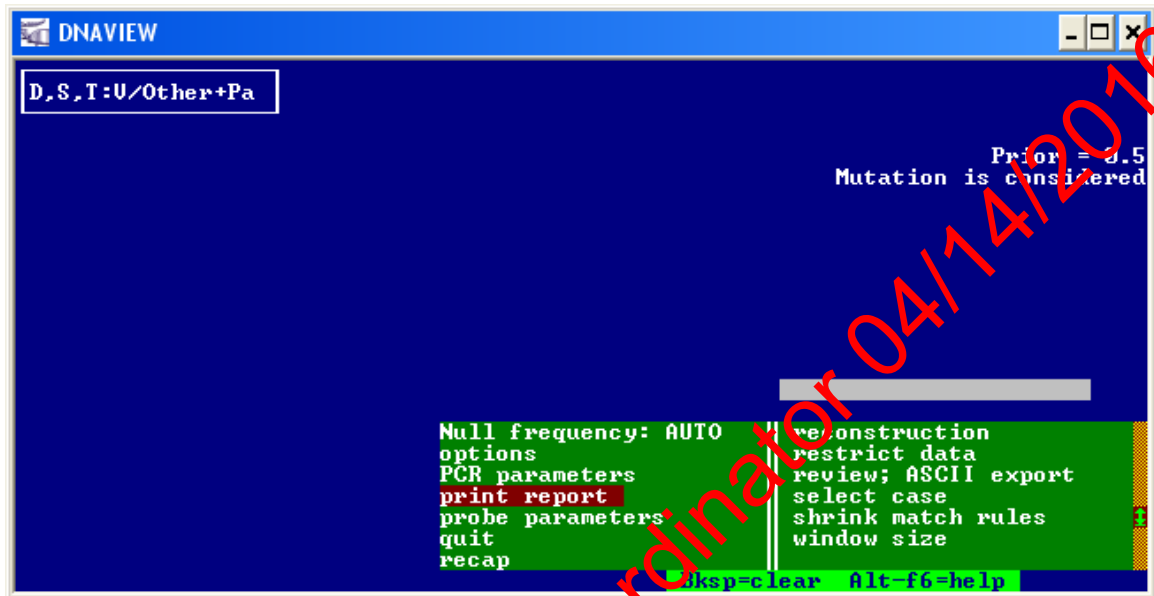 DNAVIEW
D,S,T:V/Other+Pa
Prior = 0.5
Mutation is considered
Null frequency: AUTO
options
PCR parameters
print report
probe parameters
quit
recap
reconstruction
restrict data
review; ASCII export
select case
shrink match rules
window size
Bksp=clear Alt-f6=help
rdinator 04/14/2010